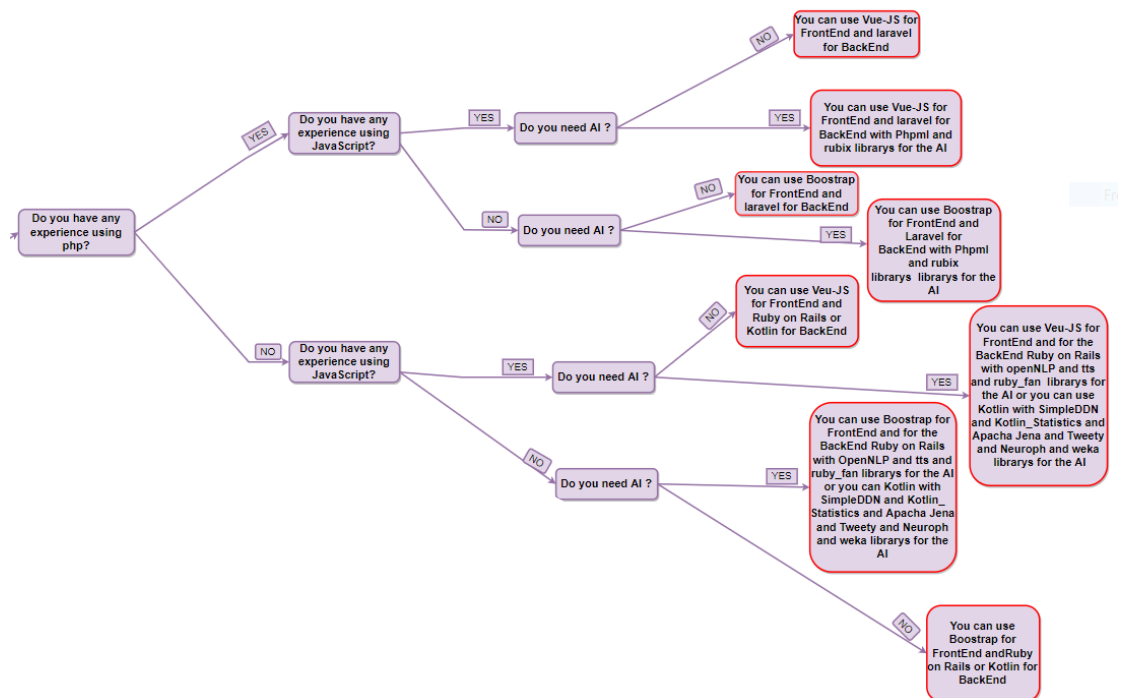 You can use Vue-JS for
FrontEnd and laravel
for BackEnd
NO
Do you have any
experience using
JavaScript?
YES
Do you need AI ?
YES
You can use Vue-JS for
FrontEnd and laravel for
BackEnd with Phpml and
rubix librarys for the AI
YES
NO
You can use Boostrap
for FrontEnd and
laravel for BackEnd
Do you have any
experience using
php?
NO
Do you need AI ?
YES
You can use Boostrap
for FrontEnd and
Laravel for
BackEnd with Phpml
and rubix
librarys librarys for the
AI
NO
You can use Veu-JS
for FrontEnd and
Ruby on Rails or
Kotlin for BackEnd
NO
Do you have any
experience using
JavaScript?
YES
Do you need AI ?
YES
You can use Veu-JS for
FrontEnd and for the
BackEnd Ruby on Rails
with openNLP and tts
and ruby_fan librarys for
the AI or you can use
Kotlin with SimpleDDN
and Kotlin_Statistics and
Apacha Jena and Tweety
and Neuroph and weka
librarys for the AI
NO
Do you need AI ?
YES
You can use Boostrap for
FrontEnd and for the
BackEnd Ruby on Rails
with OpenNLP and tts and
ruby_fan librarys for the AI
or you can Kotlin with
SimpleDDN and Kotlin_
Statistics and Apacha Jena
and Tweety and Neuroph
and weka librarys for the
AI
NO
You can use
Boostrap for
FrontEnd andRuby
on Rails or Kotlin for
BackEnd